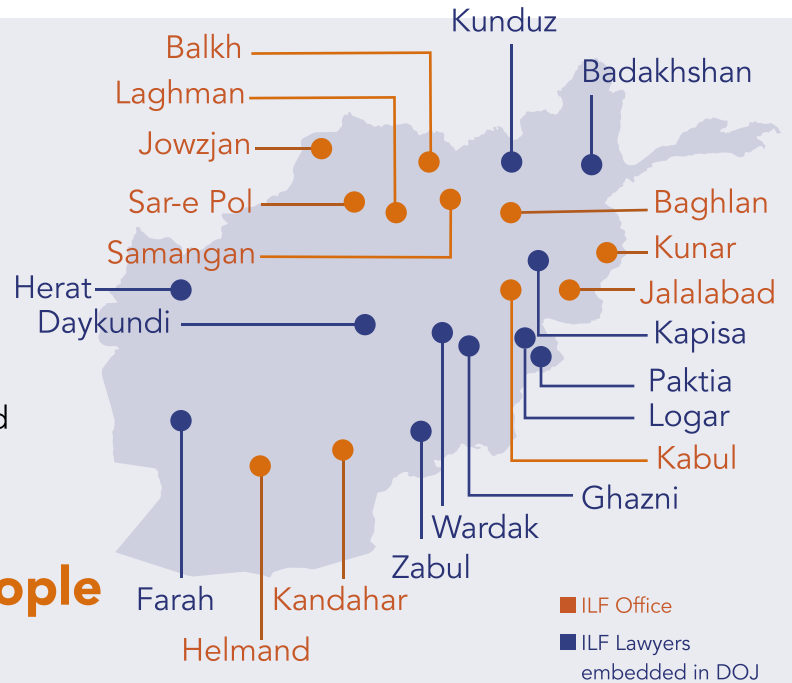 Kunduz
Balkh
Badakhshan
Laghman
Jowzjan
Sar-e Pol
Baghlan
Samangan
Kunar
Herat
Jalalabad
Daykundi
Kapisa
Paktia
d
Logar
Kabul
Ghazni
Wardak
Zabul
ople
Farah
Kandahar
ILF Office
Helmand
ILF Lawyers
embedded in DOJ